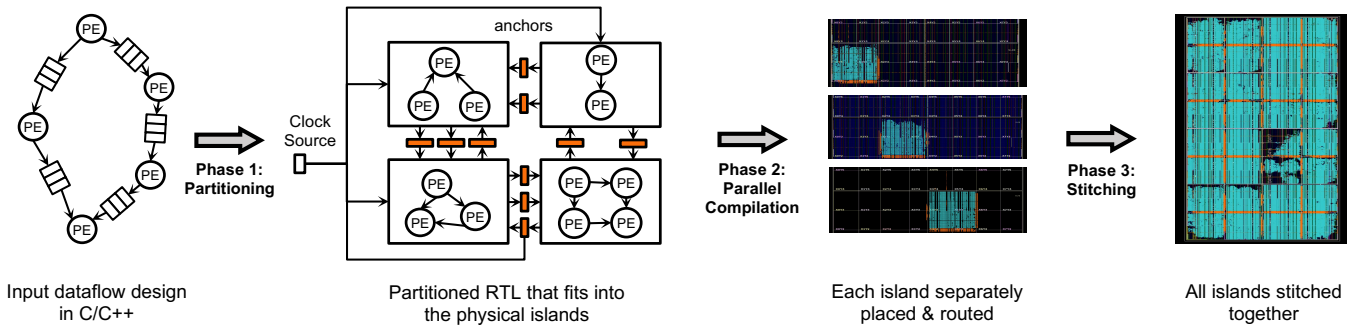 PE
PE
PE
PE
PE
Phase 1:
Partitioning
Clock
Source
anchors
PE
PE
PE
PE
PE
PE
PE
PE
PE
PE
PE
PE
Phase 2:
Parallel
Compilation
Phase 3:
Stitching
Input dataflow design
in C/C++
Partitioned RTL that fits into
the physical islands
Each island separately
placed & routed
All islands stitched
together